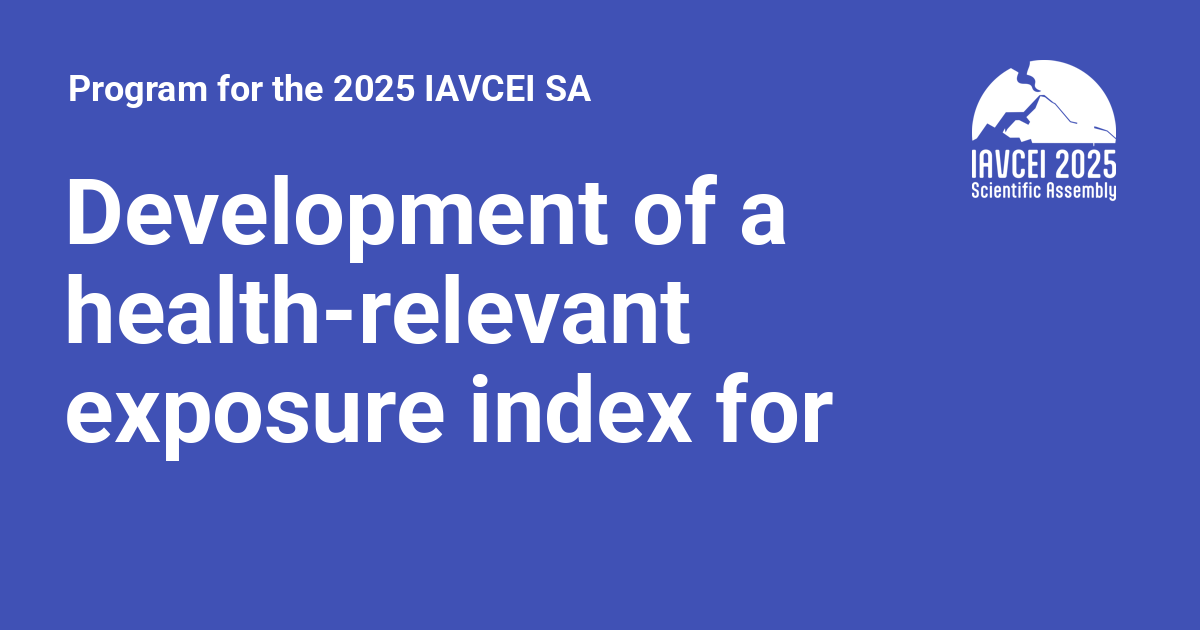 Program for the 2025 IAVCEI SA
IAVCEI 2025
Scientific Assembly
Development of a
health-relevant
exposure index for